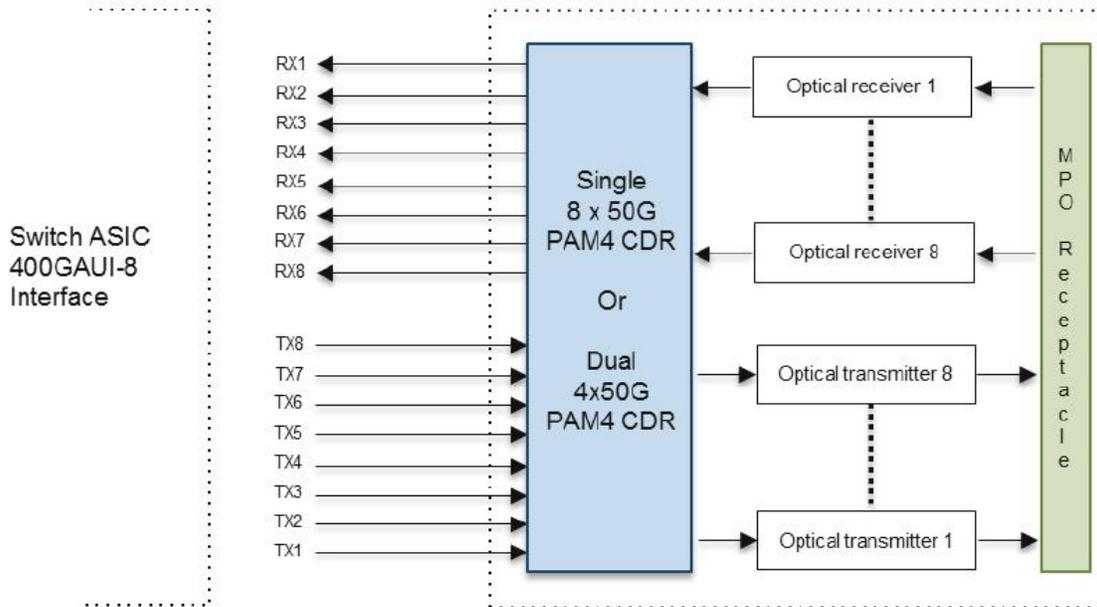 Switch ASIC
400GAUI-8
Interface
RX1
RX2
RX3
RX4
RX5
RX6
RX7
RX8
TX8
TX7
TX6
TX5
TX4
TX3
TX2
TX1
Single
8 x 50G
PAM4 CDR
Or
Dual
4x50G
PAM4 CDR
Optical receiver 1
Optical receiver 8
Optical transmitter 8
Optical transmitter 1
MPO Receptacle